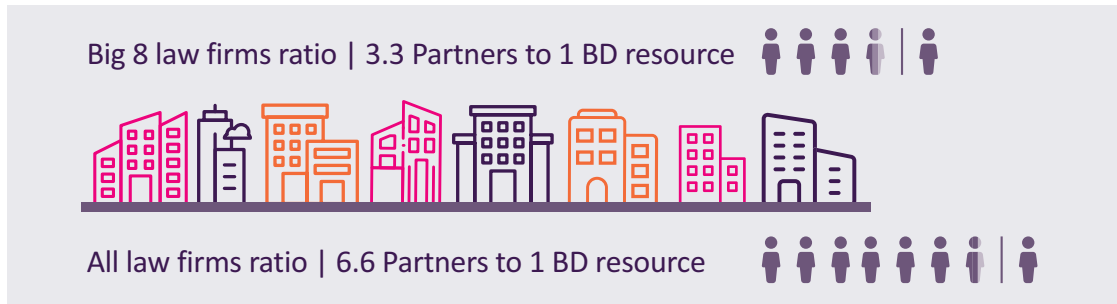 Big 8 law firms ratio | 3.3 Partners to 1 BD resource
All law firms ratio | 6.6 Partners to 1 BD resource